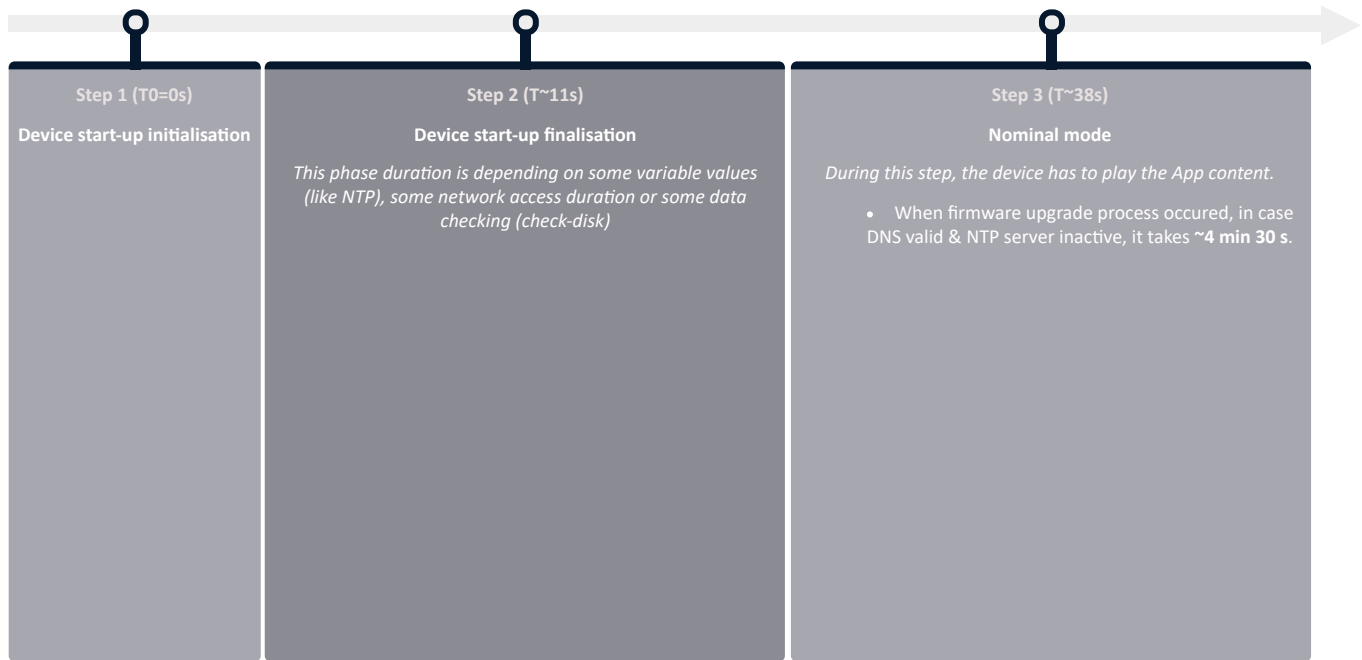 Step 1 (T0=0s)
Device start-up initialisation
Step 2 (T~11s)
Device start-up finalisation
This phase duration is depending on some variable values
(like NTP), some network access duration or some data
checking (check-disk)
Step 3 (T~38s)
Nominal mode
During this step, the device has to play the App content.
• When firmware upgrade process occured, in case
DNS valid & NTP server inactive, it takes ~4 min 30 s.